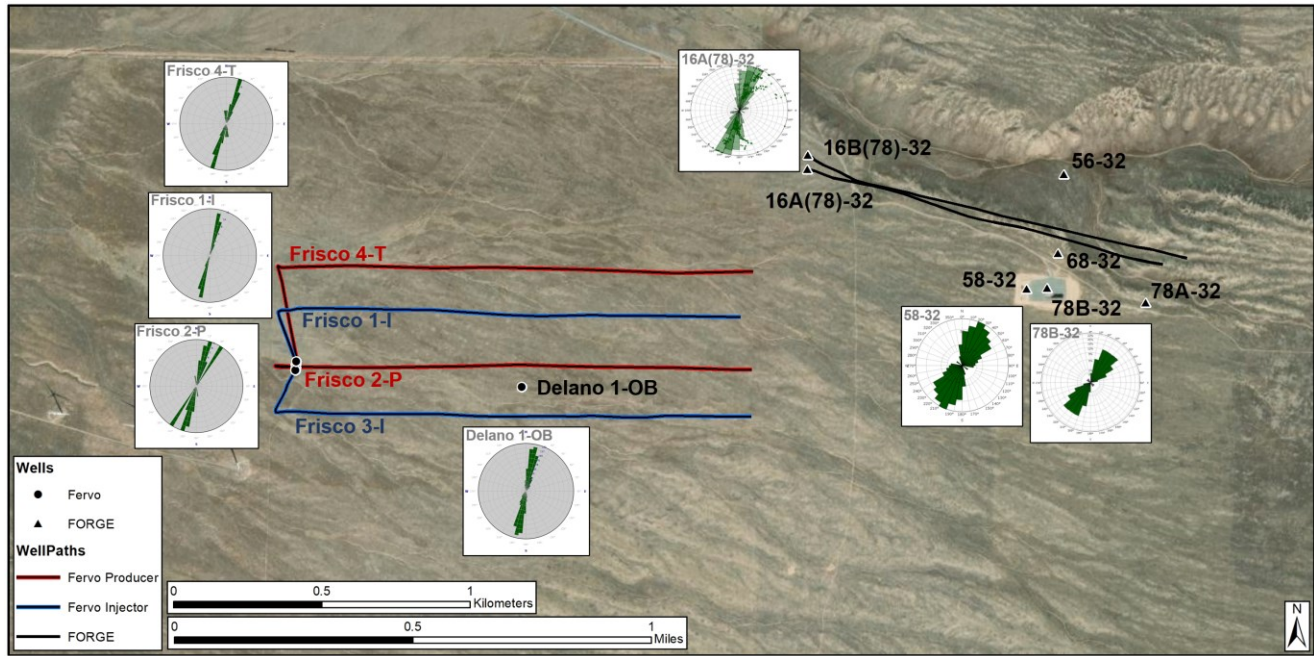 Frisco 4-T
16A(78)-32
16B(78)-32
56-32
16A(78)-32
Frisco 1-I
Frisco 4-T
68-32
58-32
78B-32
78A-32
Frisco 1-I
58-32
Frisco 2-P
78B-32
Frisco 2-P
Delano 1-OB
Frisco 3-I
Delano 1-OB
Wells
Fervo
FORGE
WellPaths
Fervo Producer
Fervo Injector
FORGE
0 0.5 1
Kilometers
0 0.5 1
Miles
N